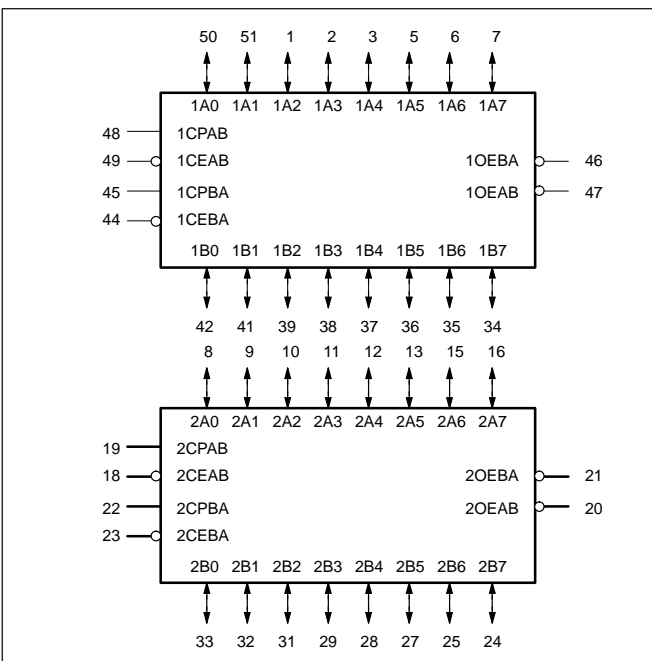 50 51 1 2 3 5 6 7
1A0 1A1 1A2 1A3 1A4 1A5 1A6 1A7
48 1CPAB
49 1CEAB 1OEBA 46
45 1CPBA 1OEAB 47
44 1CEBA
1B0 1B1 1B2 1B3 1B4 1B5 1B6 1B7
42 41 39 38 37 36 35 34
8 9 10 11 12 13 15 16
2A0 2A1 2A2 2A3 2A4 2A5 2A6 2A7
19 2CPAB
18 2CEAB 2OEBA 21
22 2CPBA 2OEAB 20
23 2CEBA
2B0 2B1 2B2 2B3 2B4 2B5 2B6 2B7
33 32 31 29 28 27 25 24